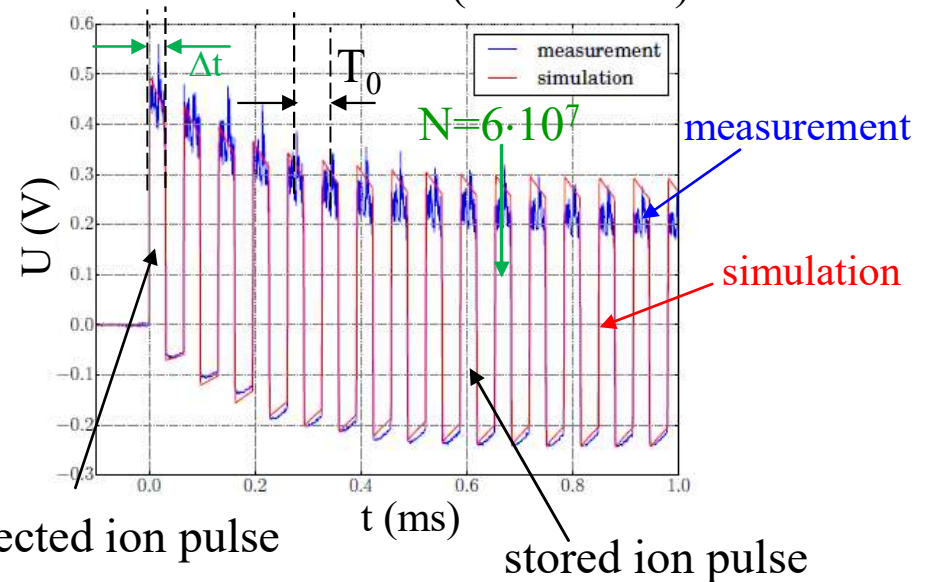 0.6
0.5
0.4
0.3
0.2
0.1
0.0
−0.1
−0.2
−0.3
U (V)
Δt
T₀
measurement
simulation
N=6·10⁷
measurement
simulation
0.0 0.2 0.4 0.6 0.8 1.0
t (ms)
ected ion pulse
stored ion pulse